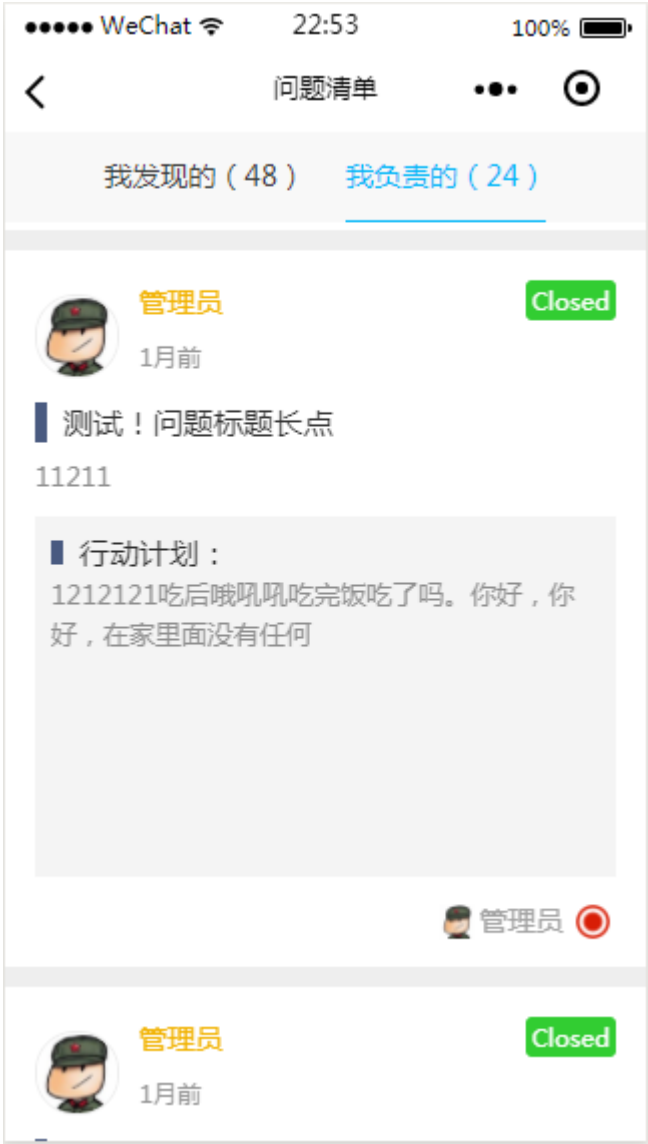 WeChat 22:53 100%
问题清单
我发现的（48） 我负责的（24）
管理员 Closed
1月前
测试！问题标题长点
11211
行动计划：
1212121吃后哦吼吼吃完饭吃了吗。你好，你
好，在家里面没有任何
管理员
管理员 Closed
1月前